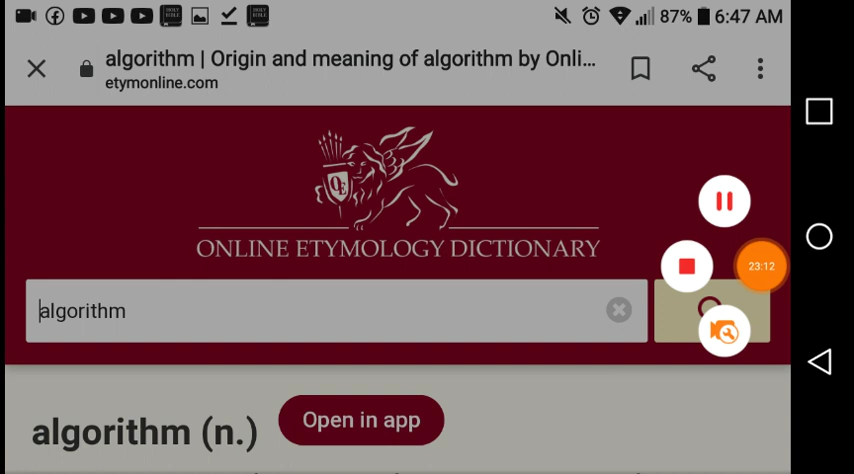 87% 6:47 AM
algorithm | Origin and meaning of algorithm by Onli...
etymonline.com
OE
ONLINE ETYMOLOGY DICTIONARY
algorithm
23:12
algorithm (n.)
Open in app